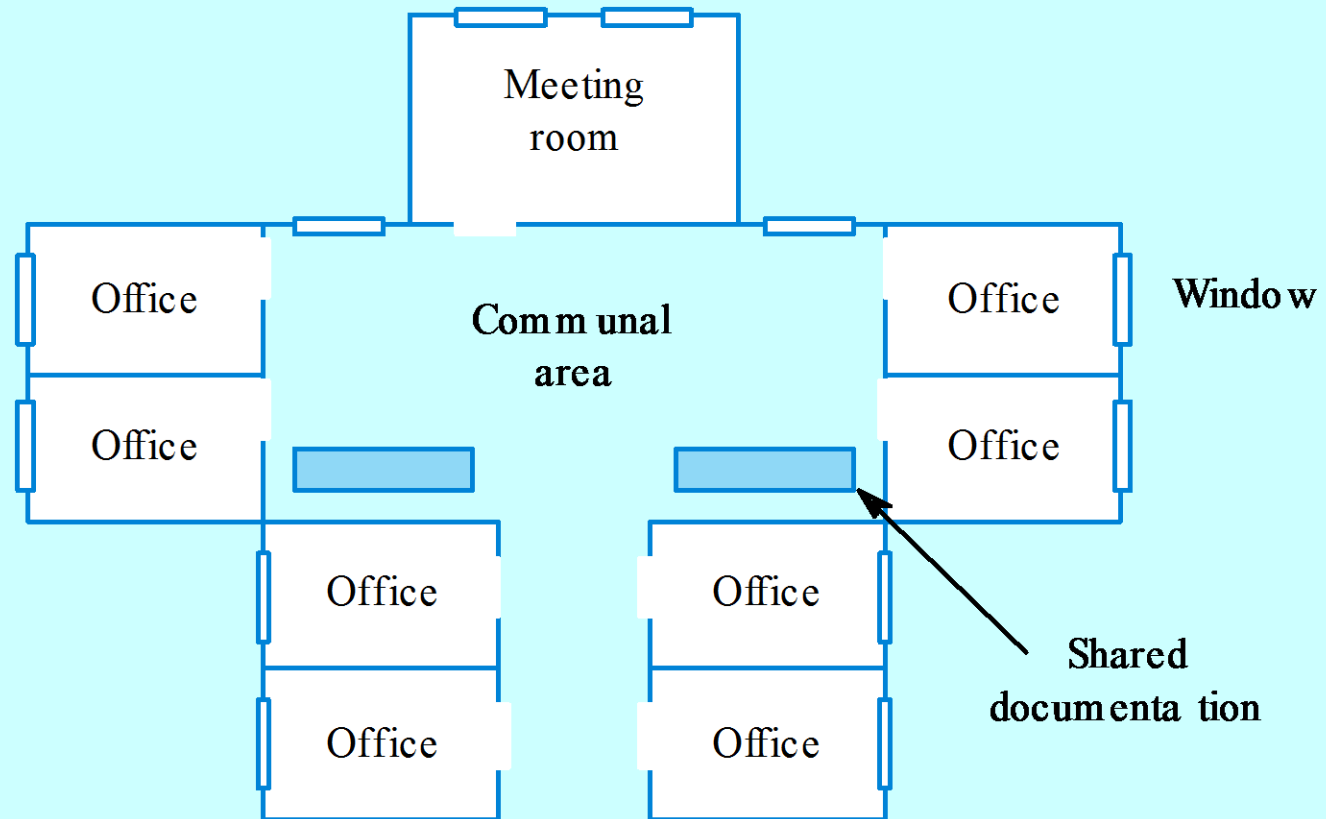 Meeting
room
Office
Office
Window
Communal
area
Office
Office
Office
Office
Shared
documentation
Office
Office